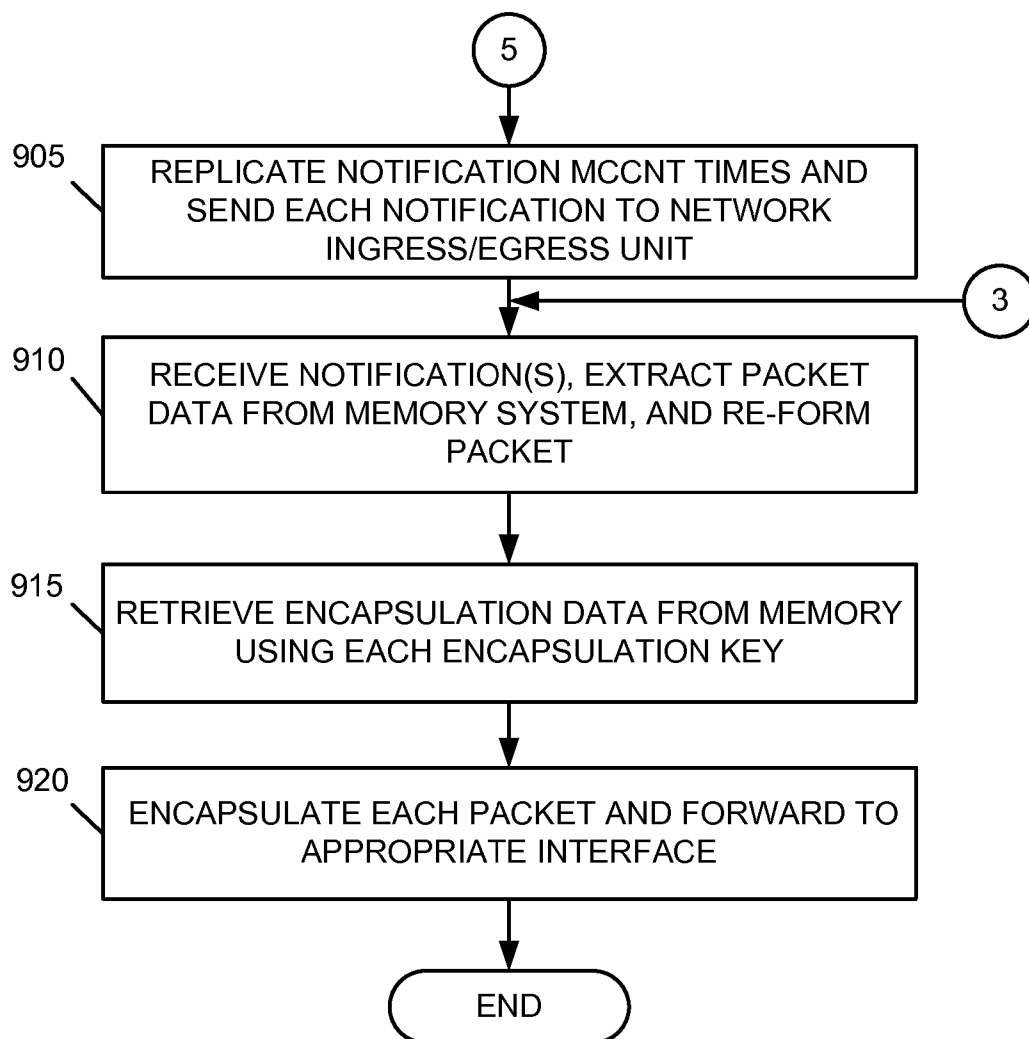 5
905
REPLICATE NOTIFICATION MCCNT TIMES AND
SEND EACH NOTIFICATION TO NETWORK
INGRESS/EGRESS UNIT
3
910
RECEIVE NOTIFICATION(S), EXTRACT PACKET
DATA FROM MEMORY SYSTEM, AND RE-FORM
PACKET
915
RETRIEVE ENCAPSULATION DATA FROM MEMORY
USING EACH ENCAPSULATION KEY
920
ENCAPSULATE EACH PACKET AND FORWARD TO
APPROPRIATE INTERFACE
END